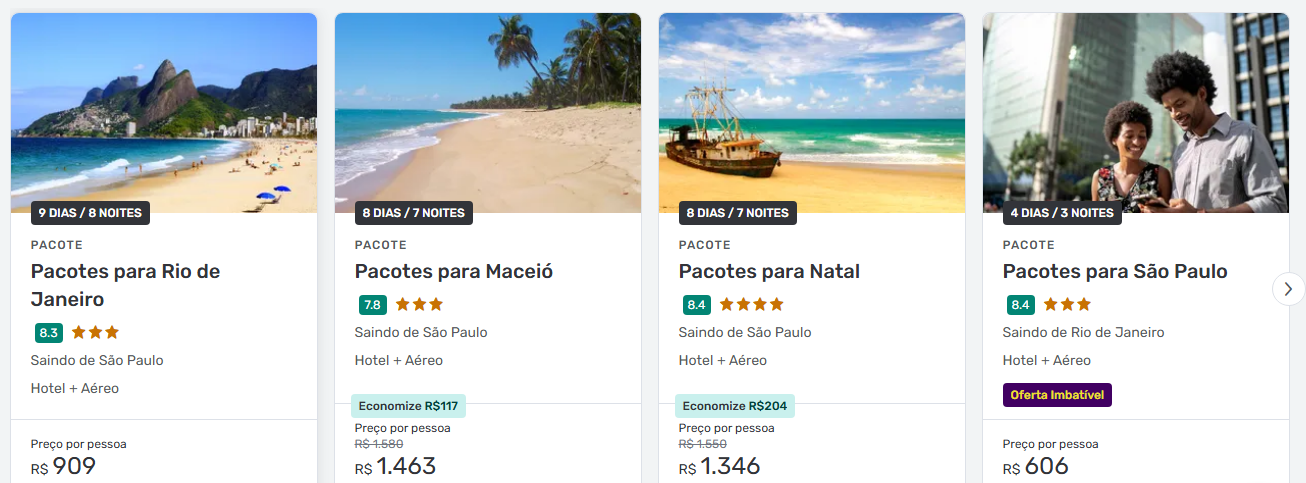 9 DIAS / 8 NOITES
PACOTE
Pacotes para Rio de
Janeiro
8.3
Saindo de São Paulo
Hotel + Aéreo
Preço por pessoa
R$ 909
8 DIAS / 7 NOITES
PACOTE
Pacotes para Maceió
7.8
Saindo de São Paulo
Hotel + Aéreo
Economize R$117
Preço por pessoa
R$ 1.580
R$ 1.463
8 DIAS / 7 NOITES
PACOTE
Pacotes para Natal
8.4
Saindo de São Paulo
Hotel + Aéreo
Economize R$204
Preço por pessoa
R$ 1.550
R$ 1.346
4 DIAS / 3 NOITES
PACOTE
Pacotes para São Paulo
8.4
Saindo de Rio de Janeiro
Hotel + Aéreo
Oferta Imbatível
Preço por pessoa
R$ 606